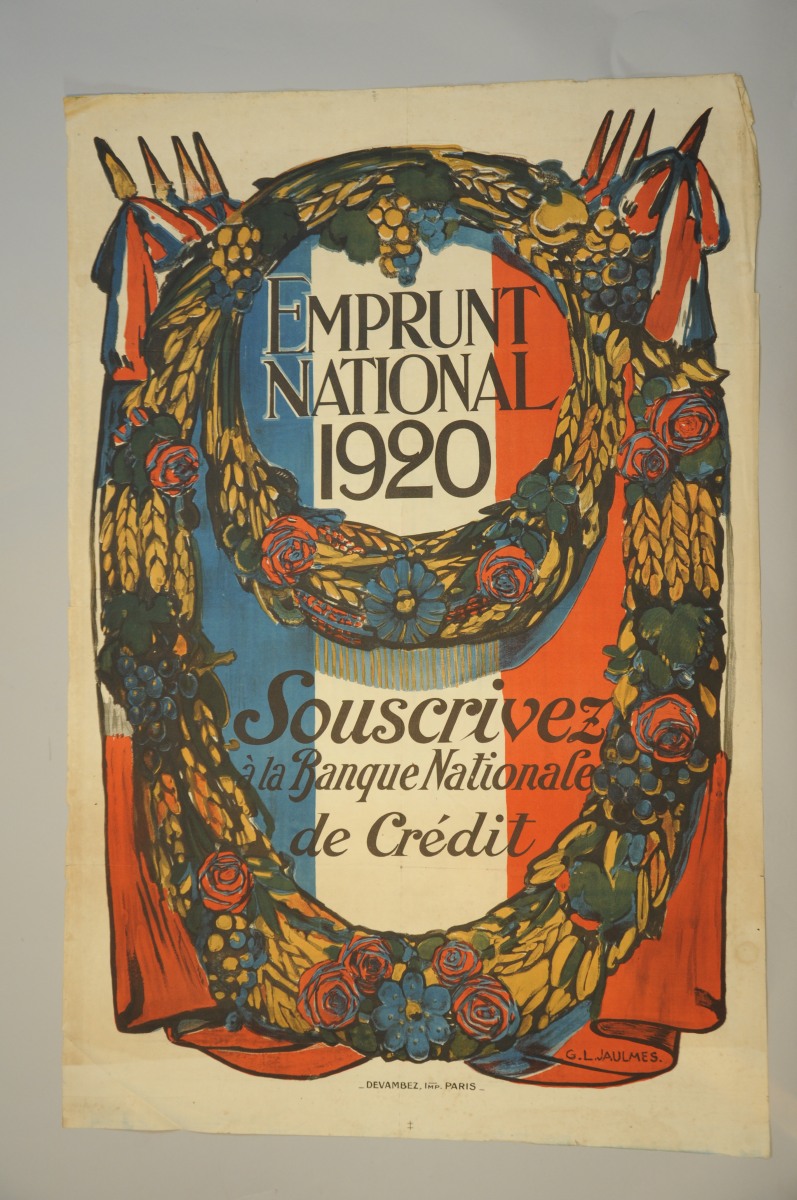 EMPRUNT
NATIONAL
1920
Souscrivez
à la Banque Nationale
de Crédit
G. L. JAULMES.
_ DEVAMBEZ, IMP. PARIS _